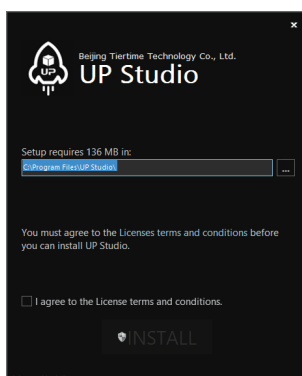 ×
Beijing Tiertime Technology Co., Ltd.
UP
UP Studio
Setup requires 136 MB in:
C:\Program Files\UP Studio\
...
You must agree to the Licenses terms and conditions before
you can install UP Studio.
I agree to the License terms and conditions.
INSTALL